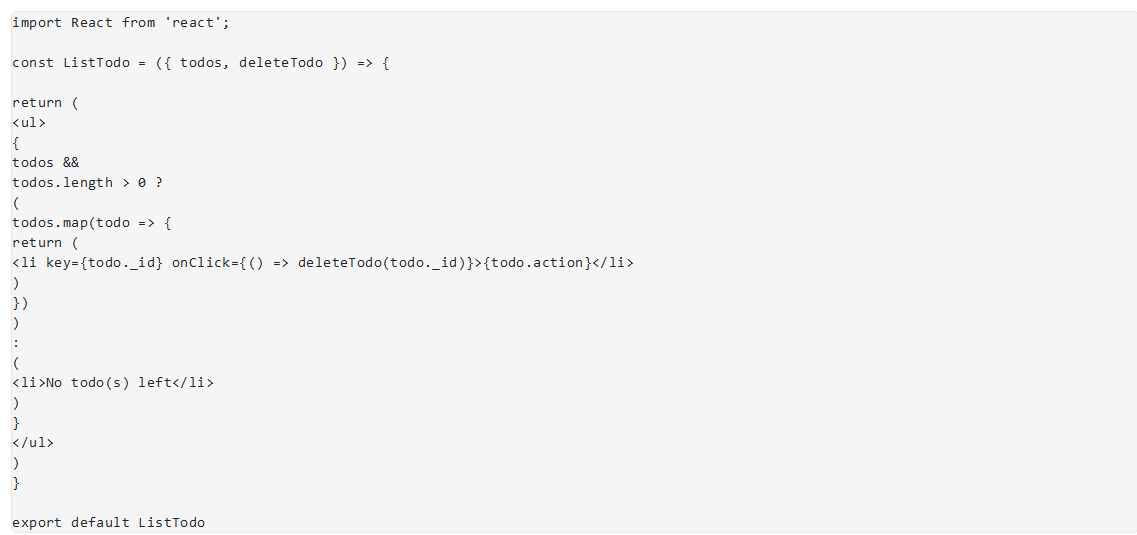 import React from 'react';
const ListTodo = ({ todos, deleteTodo }) => {
return (
<ul>
{
todos &&
todos.length > 0 ?
(
todos.map(todo => {
return (
<li key={todo._id} onClick={() => deleteTodo(todo._id)}>{todo.action}</li>
)
})
)
:
(
<li>No todo(s) left</li>
)
}
</ul>
)
}
export default ListTodo